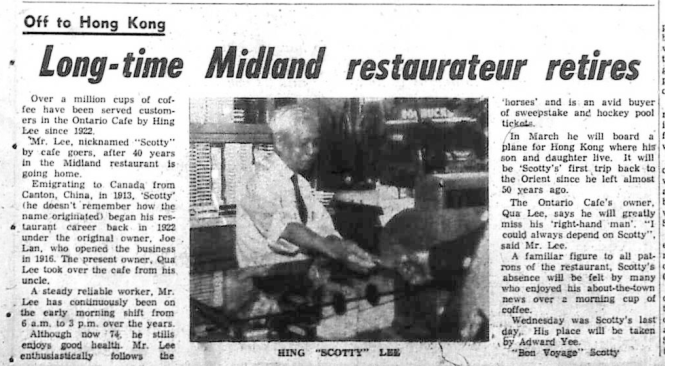 Off to Hong Kong
Long-time Midland restaurateur retires
Over a million cups of cof-
fee have been served custom-
ers in the Ontario Cafe by Hing
Lee since 1922.
Mr. Lee, nicknamed "Scotty"
by cafe goers, after 40 years
in the Midland restaurant is
going home.
Emigrating to Canada from
Canton, China, in 1913, 'Scotty'
(he doesn't remember how the
name originated) began his res-
taurant career back in 1922
under the original owner, Joe
Lan, who opened the business
in 1916. The present owner, Qua
Lee took over the cafe from his
uncle.
A steady reliable worker, Mr.
Lee has continuously been on
the early morning shift from
6 a.m. to 3 p.m. over the years.
Although now 74, he stills
enjoys good health. Mr. Lee
enthusiastically follows the
HING "SCOTTY" LEE
'horses' and is an avid buyer
of sweepstake and hockey pool
tickets.
In March he will board a
plane for Hong Kong where his
son and daughter live. It will
be 'Scotty's' first trip back to
the Orient since he left almost
50 years ago.
The Ontario Cafe's owner,
Qua Lee, says he will greatly
miss his 'right-hand man'. "I
could always depend on Scotty",
said Mr. Lee.
A familiar figure to all pat-
rons of the restaurant, Scotty's
absence will be felt by many
who enjoyed his about-the-town
news over a morning cup of
coffee.
Wednesday was Scotty's last
day. His place will be taken
by Adward Yee.
"Bon Voyage" Scotty